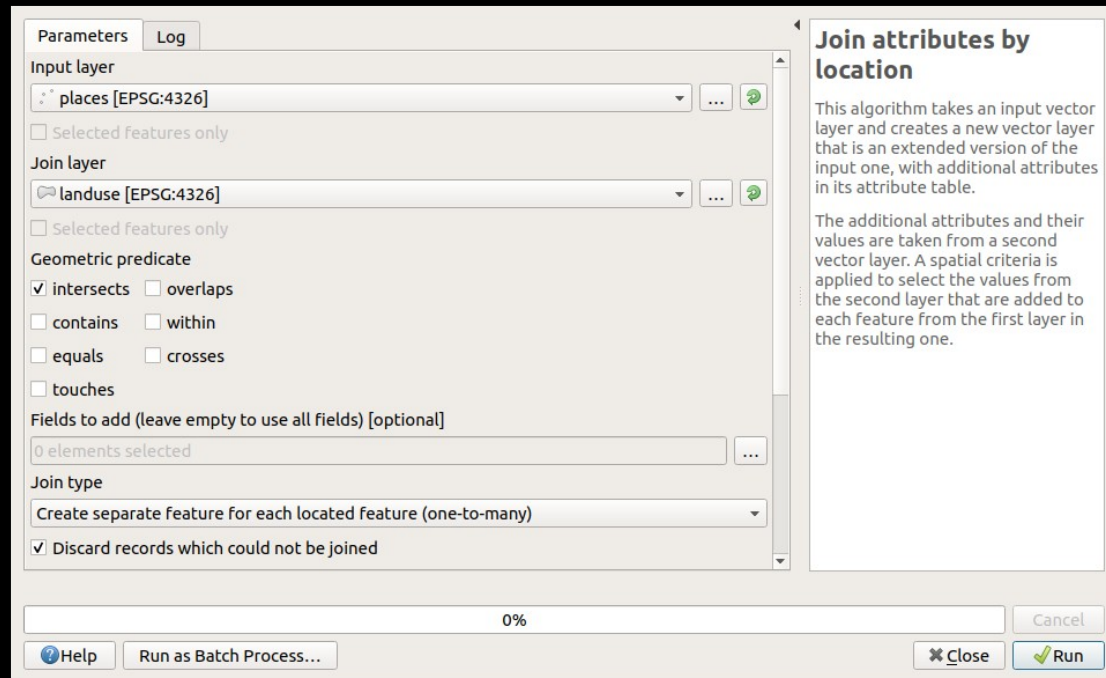 Parameters Log
Input layer
places [EPSG:4326]
...
Selected features only
Join layer
landuse [EPSG:4326]
...
Selected features only
Geometric predicate
intersects overlaps
contains within
equals crosses
touches
Fields to add (leave empty to use all fields) [optional]
0 elements selected
...
Join type
Create separate feature for each located feature (one-to-many)
Discard records which could not be joined
Join attributes by
location
This algorithm takes an input vector
layer and creates a new vector layer
that is an extended version of the
input one, with additional attributes
in its attribute table.
The additional attributes and their
values are taken from a second
vector layer. A spatial criteria is
applied to select the values from
the second layer that are added to
each feature from the first layer in
the resulting one.
0%
Cancel
Help
Run as Batch Process...
Close
Run